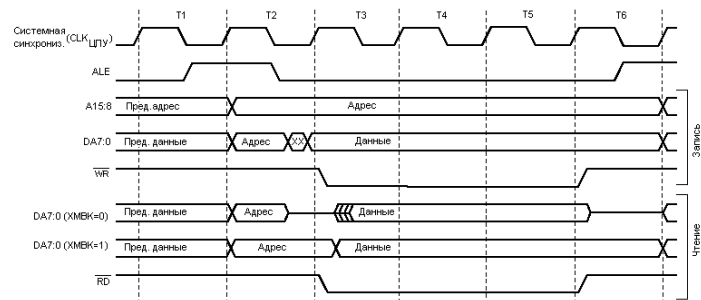 T1 T2 T3 T4 T5 T6
Системная
синхрониз. (CLKЦПУ)
ALE
A15:8 Пред.адрес Адрес
DA7:0 Пред. данные Адрес XX Данные
WR
Запись
DA7:0 (XMBK=0) Пред. данные Адрес Данные
DA7:0 (XMBK=1) Пред. данные Адрес Данные
RD
Чтение